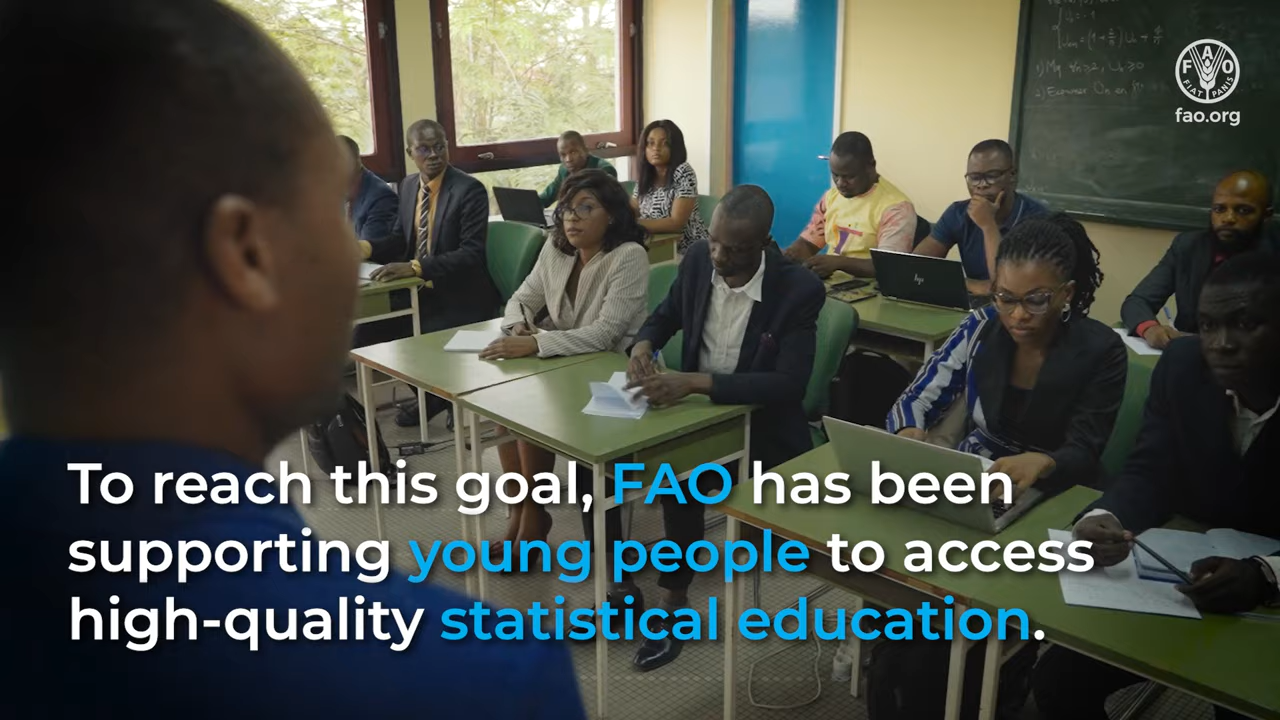 FAO
FIAT PANIS
fao.org
To reach this goal, FAO has been
supporting young people to access
high-quality statistical education.